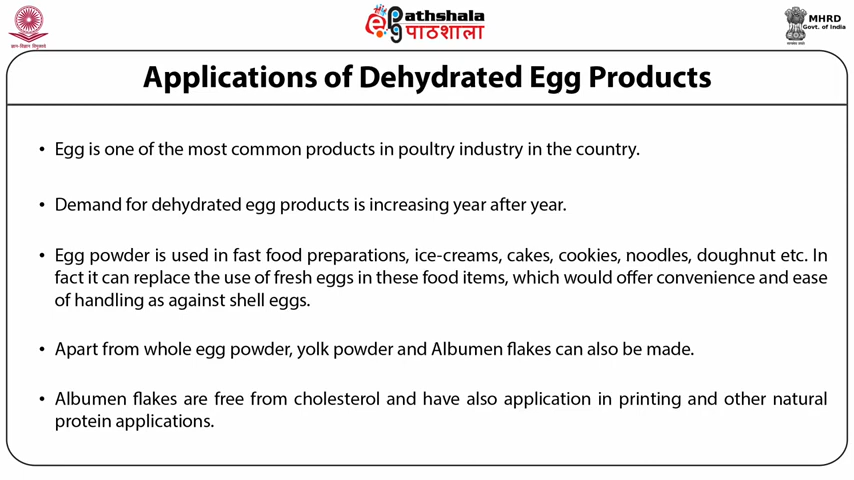 ज्ञान-विज्ञान विमुक्तये
ePathshala
पाठशाला
MHRD
Govt. of India
सत्यमेव जयते
Applications of Dehydrated Egg Products
• Egg is one of the most common products in poultry industry in the country.
• Demand for dehydrated egg products is increasing year after year.
• Egg powder is used in fast food preparations, ice-creams, cakes, cookies, noodles, doughnut etc. In
fact it can replace the use of fresh eggs in these food items, which would offer convenience and ease
of handling as against shell eggs.
• Apart from whole egg powder, yolk powder and Albumen flakes can also be made.
• Albumen flakes are free from cholesterol and have also application in printing and other natural
protein applications.